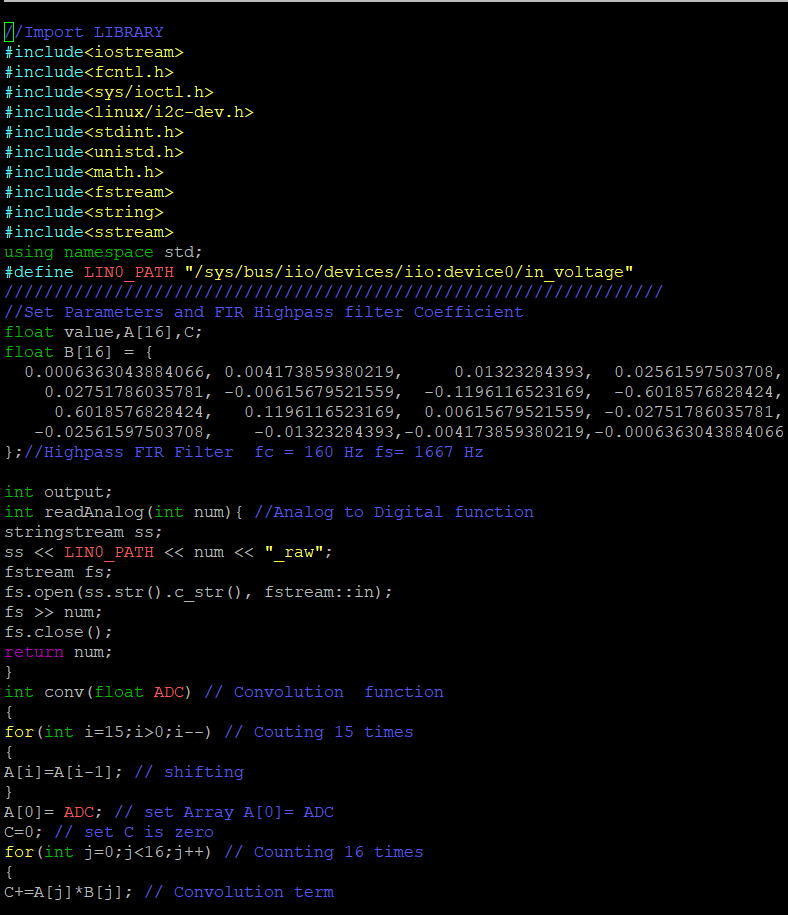 //Import LIBRARY
#include<iostream>
#include<fcntl.h>
#include<sys/ioctl.h>
#include<linux/i2c-dev.h>
#include<stdint.h>
#include<unistd.h>
#include<math.h>
#include<fstream>
#include<string>
#include<sstream>
using namespace std;
#define LIN0_PATH "/sys/bus/iio/devices/iio:device0/in_voltage"
//////////////////////////////////////////////////////////////////
//Set Parameters and FIR Highpass filter Coefficient
float value,A[16],C;
float B[16] = {
  0.0006363043884066, 0.004173859380219,     0.01323284393,  0.02561597503708,
    0.02751786035781, -0.00615679521559,  -0.1196116523169,  -0.6018576828424,
     0.6018576828424,   0.1196116523169,  0.00615679521559, -0.02751786035781,
   -0.02561597503708,    -0.01323284393,-0.004173859380219,-0.0006363043884066
};//Highpass FIR Filter  fc = 160 Hz fs= 1667 Hz
int output;
int readAnalog(int num){ //Analog to Digital function
stringstream ss;
ss << LIN0_PATH << num << "_raw";
fstream fs;
fs.open(ss.str().c_str(), fstream::in);
fs >> num;
fs.close();
return num;
}
int conv(float ADC) // Convolution  function
{
for(int i=15;i>0;i--) // Couting 15 times
{
A[i]=A[i-1]; // shifting
}
A[0]= ADC; // set Array A[0]= ADC
C=0; // set C is zero
for(int j=0;j<16;j++) // Counting 16 times
{
C+=A[j]*B[j]; // Convolution term